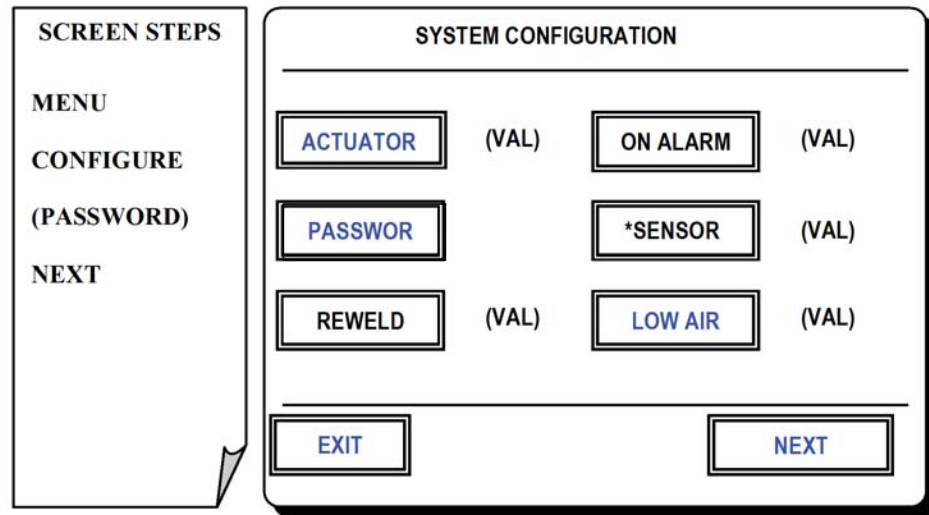 SCREEN STEPS
MENU
CONFIGURE
(PASSWORD)
NEXT
SYSTEM CONFIGURATION
ACTUATOR (VAL) ON ALARM (VAL)
PASSWOR *SENSOR (VAL)
REWELD (VAL) LOW AIR (VAL)
EXIT NEXT